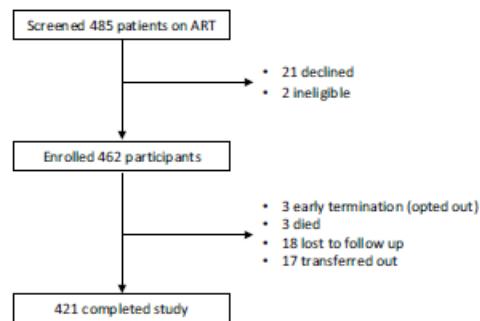 Screened 485 patients on ART
• 21 declined
• 2 ineligible
Enrolled 462 participants
• 3 early termination (opted out)
• 3 died
• 18 lost to follow up
• 17 transferred out
421 completed study